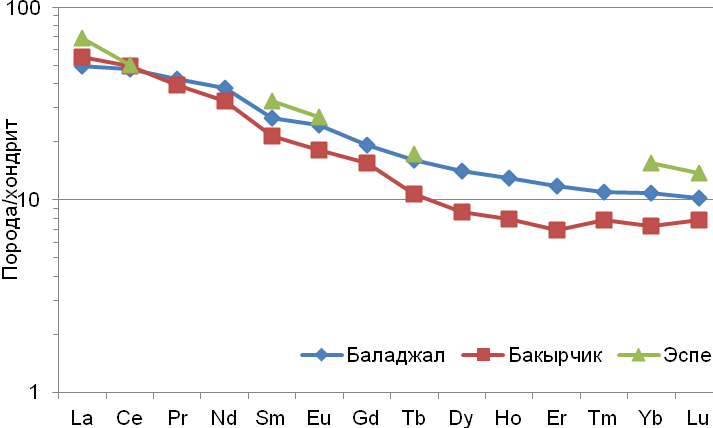 100
10
1
Порода/хондрит
Баладжал Бакырчик Эспе
La Ce Pr Nd Sm Eu Gd Tb Dy Ho Er Tm Yb Lu